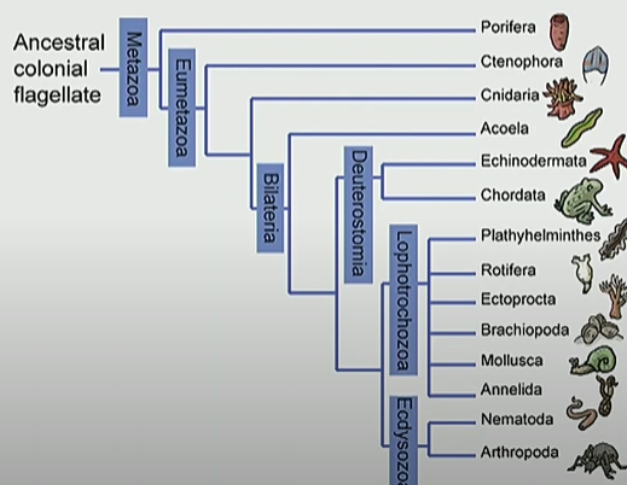 Ancestral
colonial
flagellate
Metazoa
Eumetazoa
Bilateria
Deuterostomia
Lophotrochozoa
Ecdysozoa
Porifera
Ctenophora
Cnidaria
Acoela
Echinodermata
Chordata
Plathyhelminthes
Rotifera
Ectoprocta
Brachiopoda
Mollusca
Annelida
Nematoda
Arthropoda